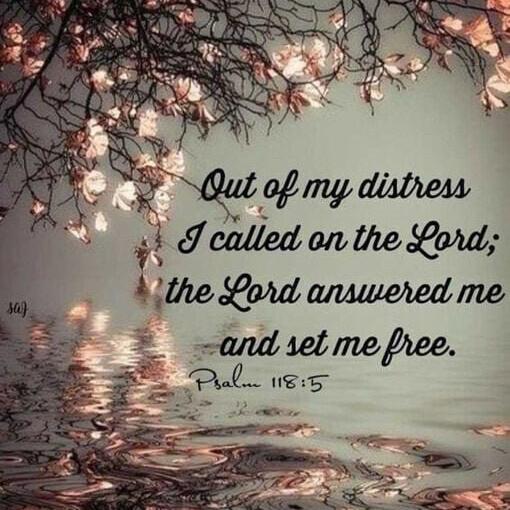 Out of my distress
I called on the Lord;
the Lord answered me
and set me free.
Psalm 118:5